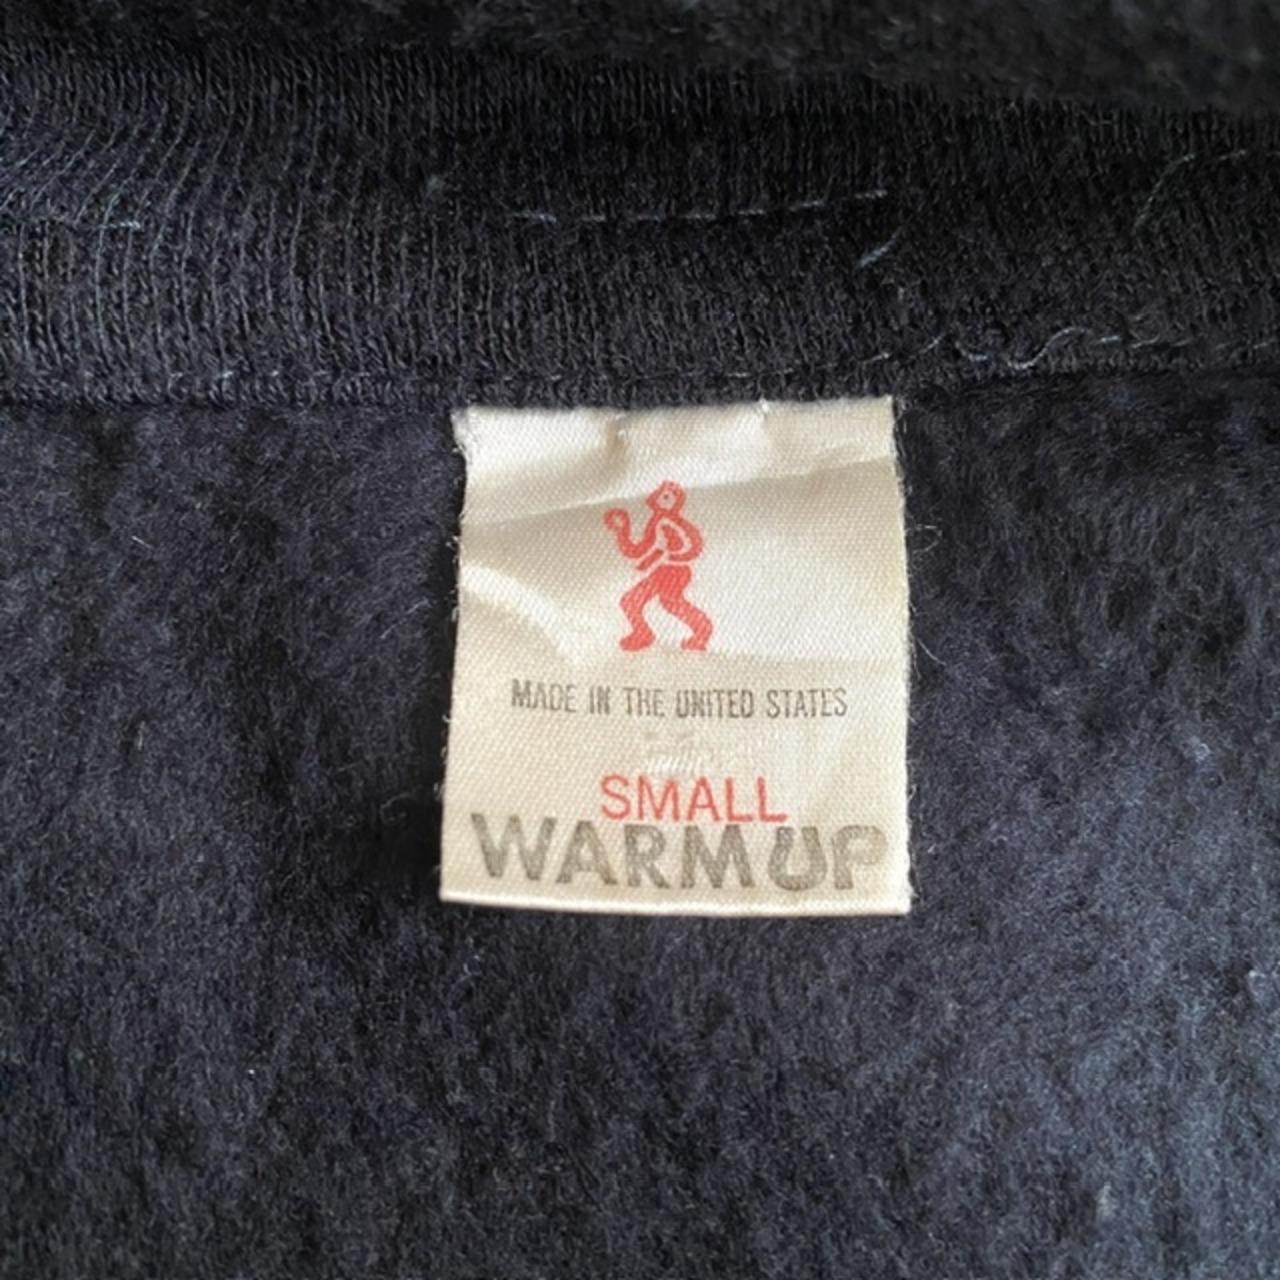 MADE IN THE UNITED STATES
SMALL
WARMUP